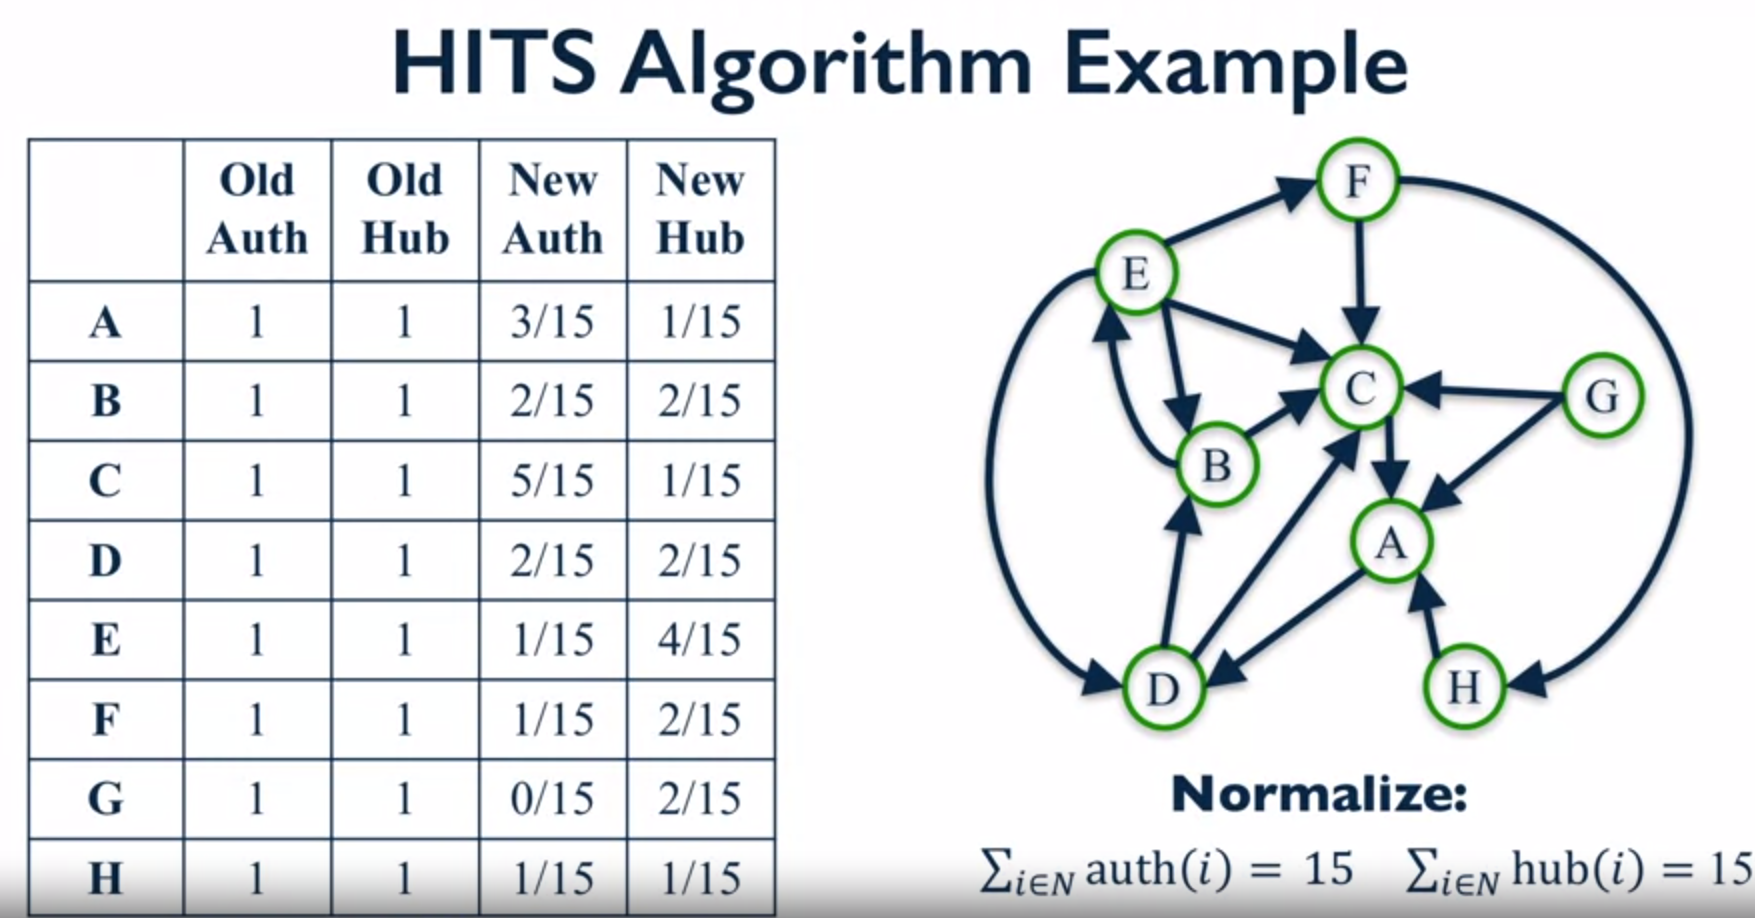 HITS Algorithm Example
Old Auth Old Hub New Auth New Hub
A 1 1 3/15 1/15
B 1 1 2/15 2/15
C 1 1 5/15 1/15
D 1 1 2/15 2/15
E 1 1 1/15 4/15
F 1 1 1/15 2/15
G 1 1 0/15 2/15
H 1 1 1/15 1/15
F
E
C
G
B
A
D
H
Normalize:
∑i∈N auth(i) = 15 ∑i∈N hub(i) = 15